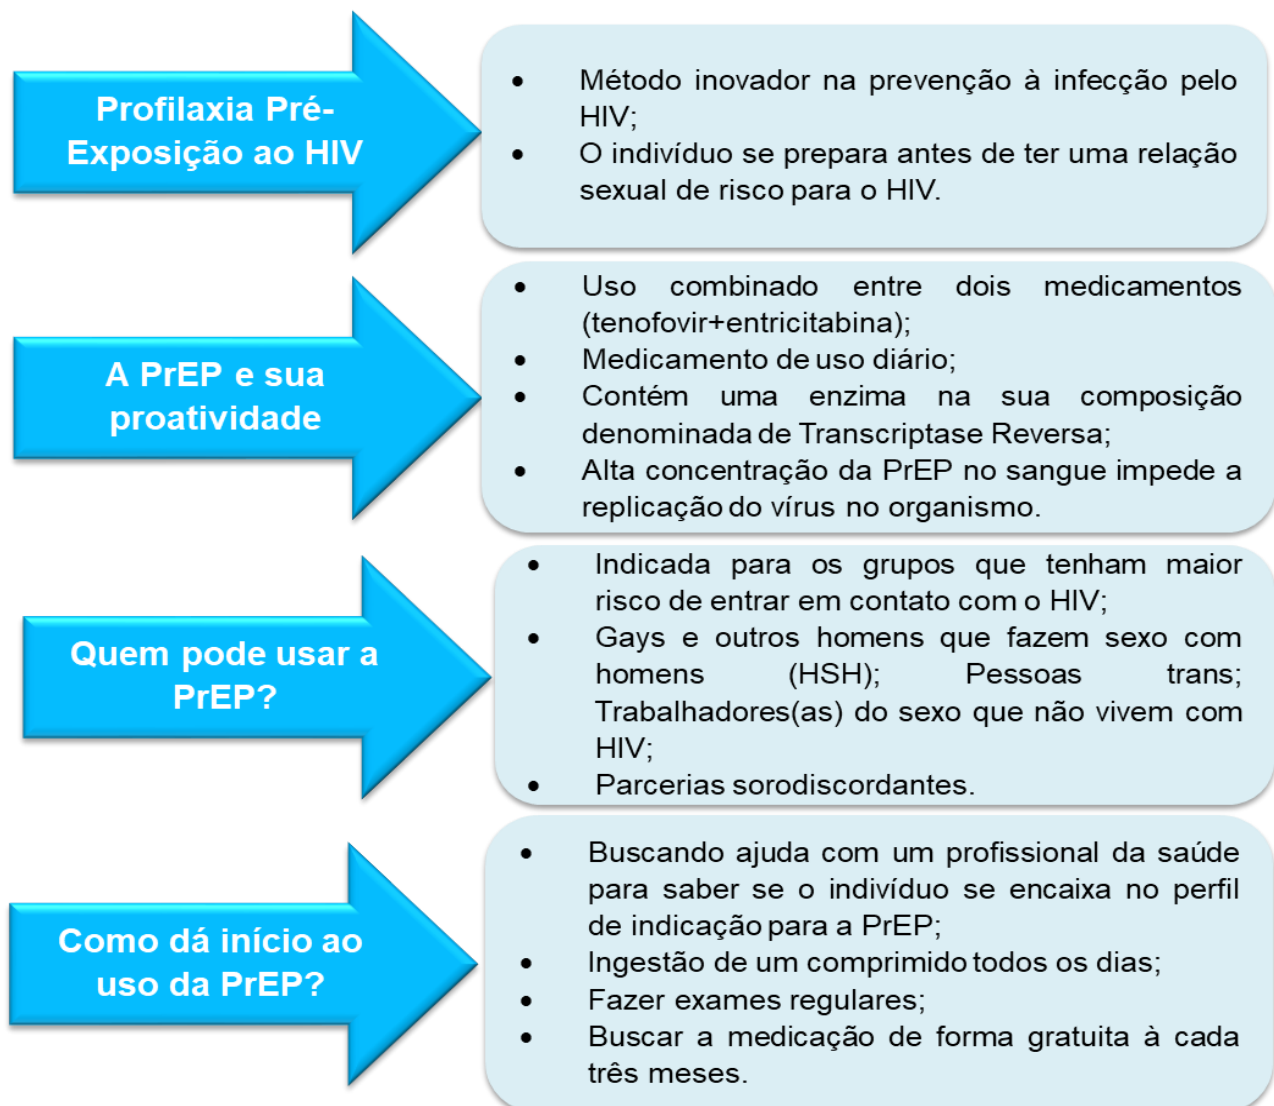 Profilaxia Pré-
Exposição ao HIV
• Método inovador na prevenção à infecção pelo
HIV;
• O indivíduo se prepara antes de ter uma relação
sexual de risco para o HIV.
A PrEP e sua
proatividade
• Uso combinado entre dois medicamentos
(tenofovir+entricitabina);
• Medicamento de uso diário;
• Contém uma enzima na sua composição
denominada de Transcriptase Reversa;
• Alta concentração da PrEP no sangue impede a
replicação do vírus no organismo.
Quem pode usar a
PrEP?
• Indicada para os grupos que tenham maior
risco de entrar em contato com o HIV;
• Gays e outros homens que fazem sexo com
homens (HSH); Pessoas trans;
Trabalhadores(as) do sexo que não vivem com
HIV;
• Parcerias sorodiscordantes.
Como dá início ao
uso da PrEP?
• Buscando ajuda com um profissional da saúde
para saber se o indivíduo se encaixa no perfil
de indicação para a PrEP;
• Ingestão de um comprimido todos os dias;
• Fazer exames regulares;
• Buscar a medicação de forma gratuita à cada
três meses.